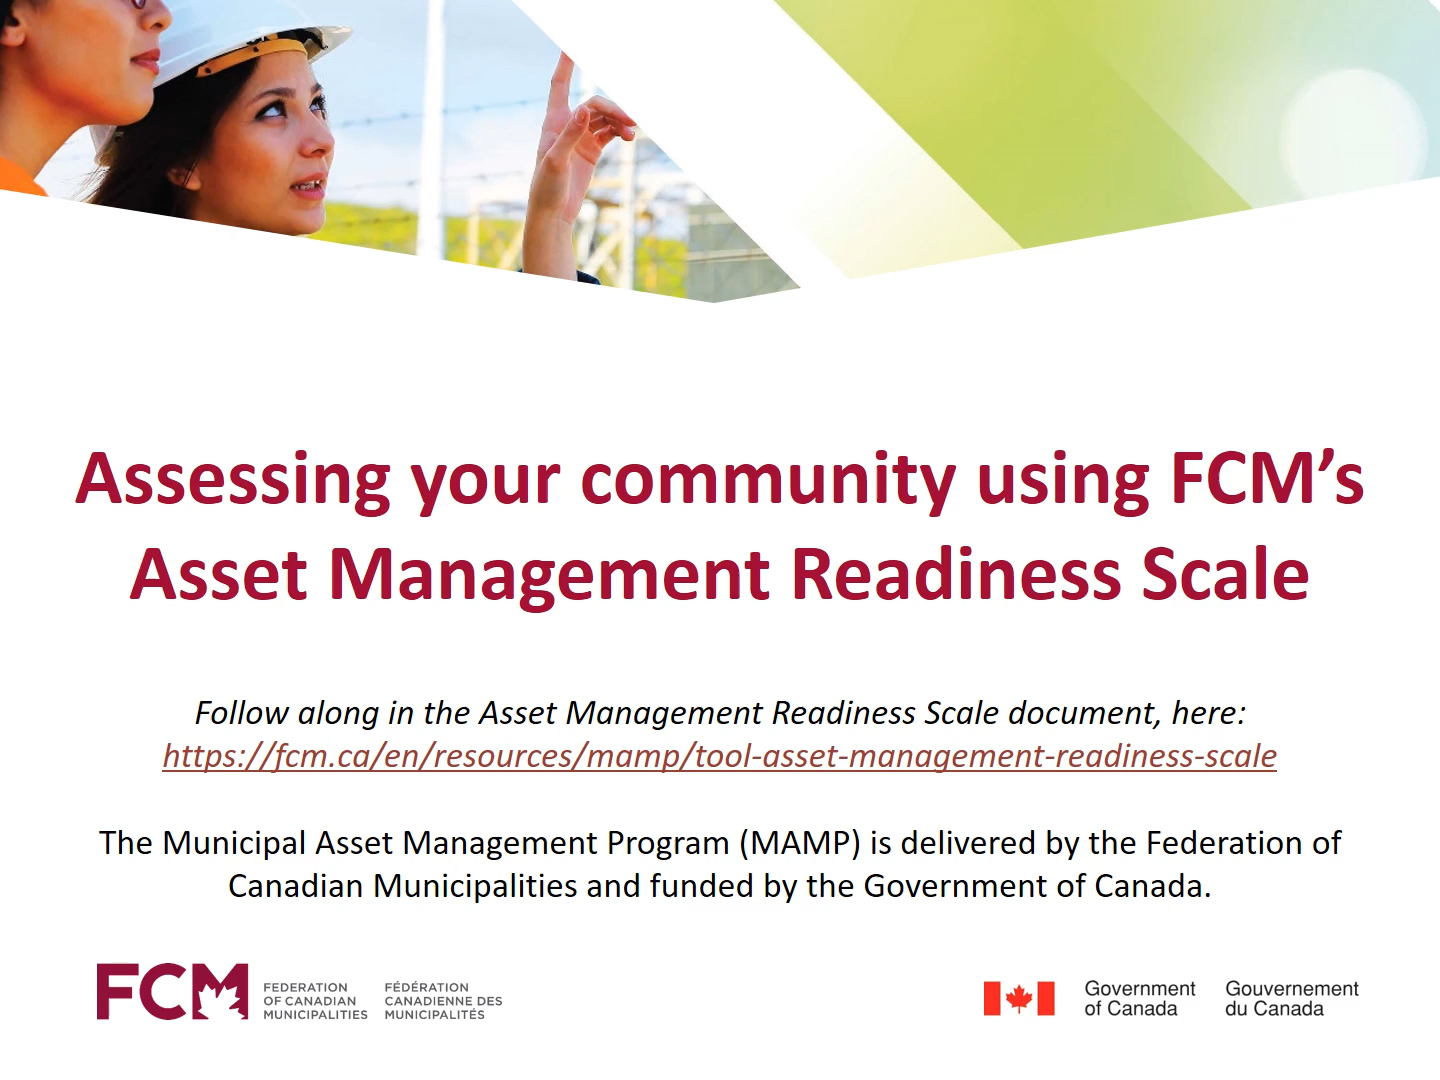 Assessing your community using FCM’s
Asset Management Readiness Scale
Follow along in the Asset Management Readiness Scale document, here:
https://fcm.ca/en/resources/mamp/tool-asset-management-readiness-scale
The Municipal Asset Management Program (MAMP) is delivered by the Federation of
Canadian Municipalities and funded by the Government of Canada.
FCM
FEDERATION
OF CANADIAN
MUNICIPALITIES
FÉDÉRATION
CANADIENNE DES
MUNICIPALITÉS
Government
of Canada
Gouvernement
du Canada